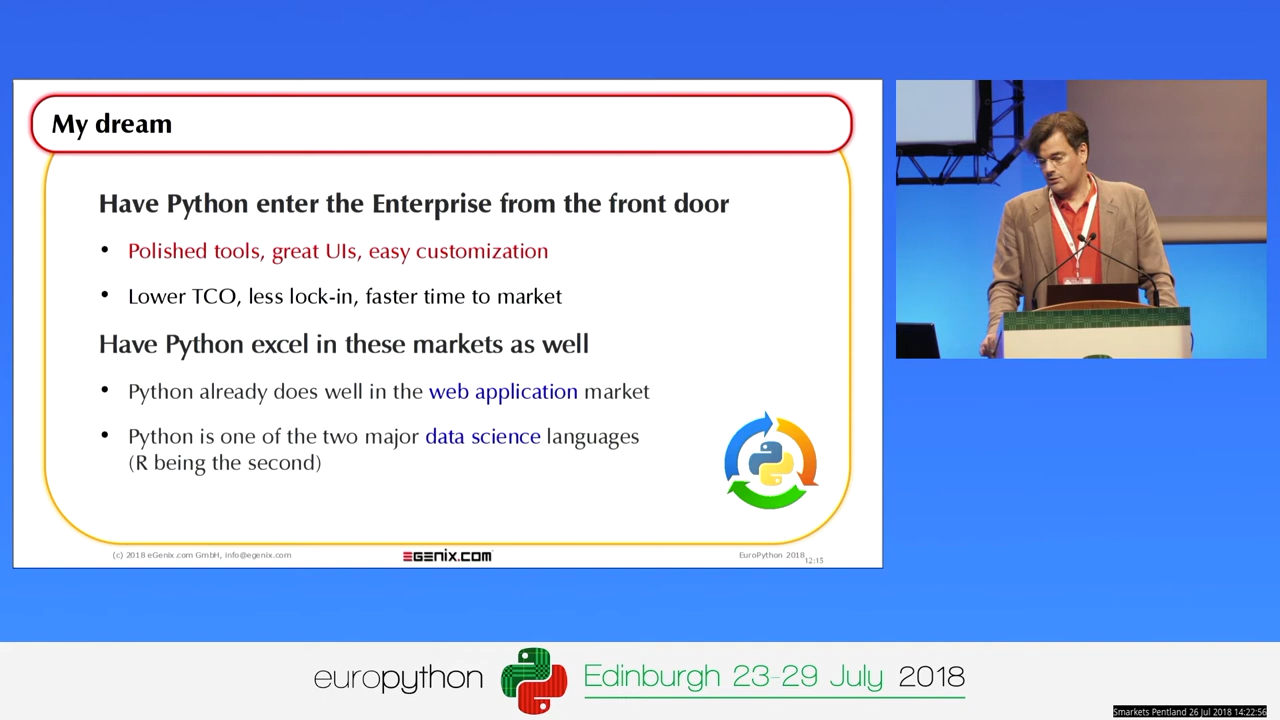 My dream
Have Python enter the Enterprise from the front door
• Polished tools, great UIs, easy customization
• Lower TCO, less lock-in, faster time to market
Have Python excel in these markets as well
• Python already does well in the web application market
• Python is one of the two major data science languages
(R being the second)
(c) 2018 eGenix.com GmbH, info@egenix.com
EGENIX.COM
EuroPython 2018
12:15
europython
Edinburgh 23-29 July 2018
Smarkets Pentland 26 Jul 2018 14:22:56